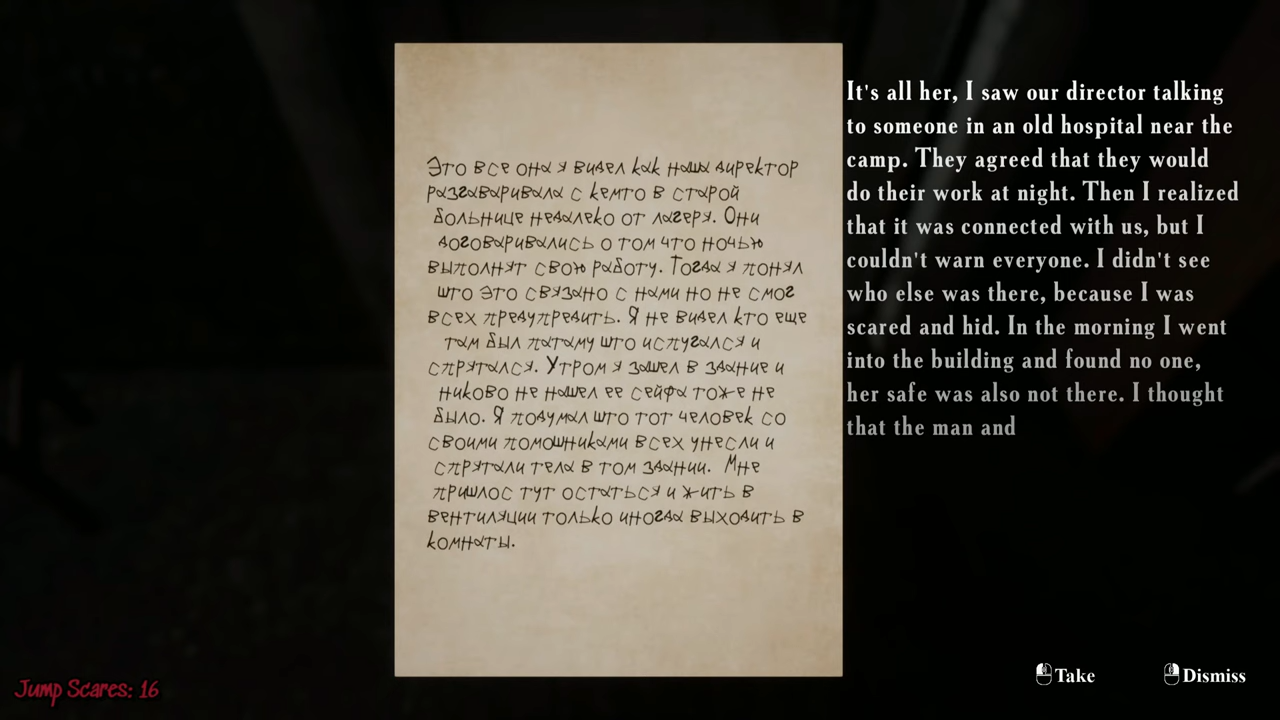 Это все она я видел как наша директор
разгаваривала с кемто в старой
больнице недалеко от лагеря. Они
договаривались о том что ночью
выполнят свою работу. Тогда я понял
што это связано с нами но не смог
всех предупредить. Я не видел кто еще
там был патаму што испугался и
спрятался. Утром я зашел в здание и
никово не нашел ее сейфа тоже не
было. Я подумал што тот человек со
своими помошниками всех унесли и
спрятали тела в том здании. Мне
пришлос тут остаться и жить в
вентиляции только иногда выходить в
комнаты.
It's all her, I saw our director talking
to someone in an old hospital near the
camp. They agreed that they would
do their work at night. Then I realized
that it was connected with us, but I
couldn't warn everyone. I didn't see
who else was there, because I was
scared and hid. In the morning I went
into the building and found no one,
her safe was also not there. I thought
that the man and
Jump Scares: 16
Take
Dismiss